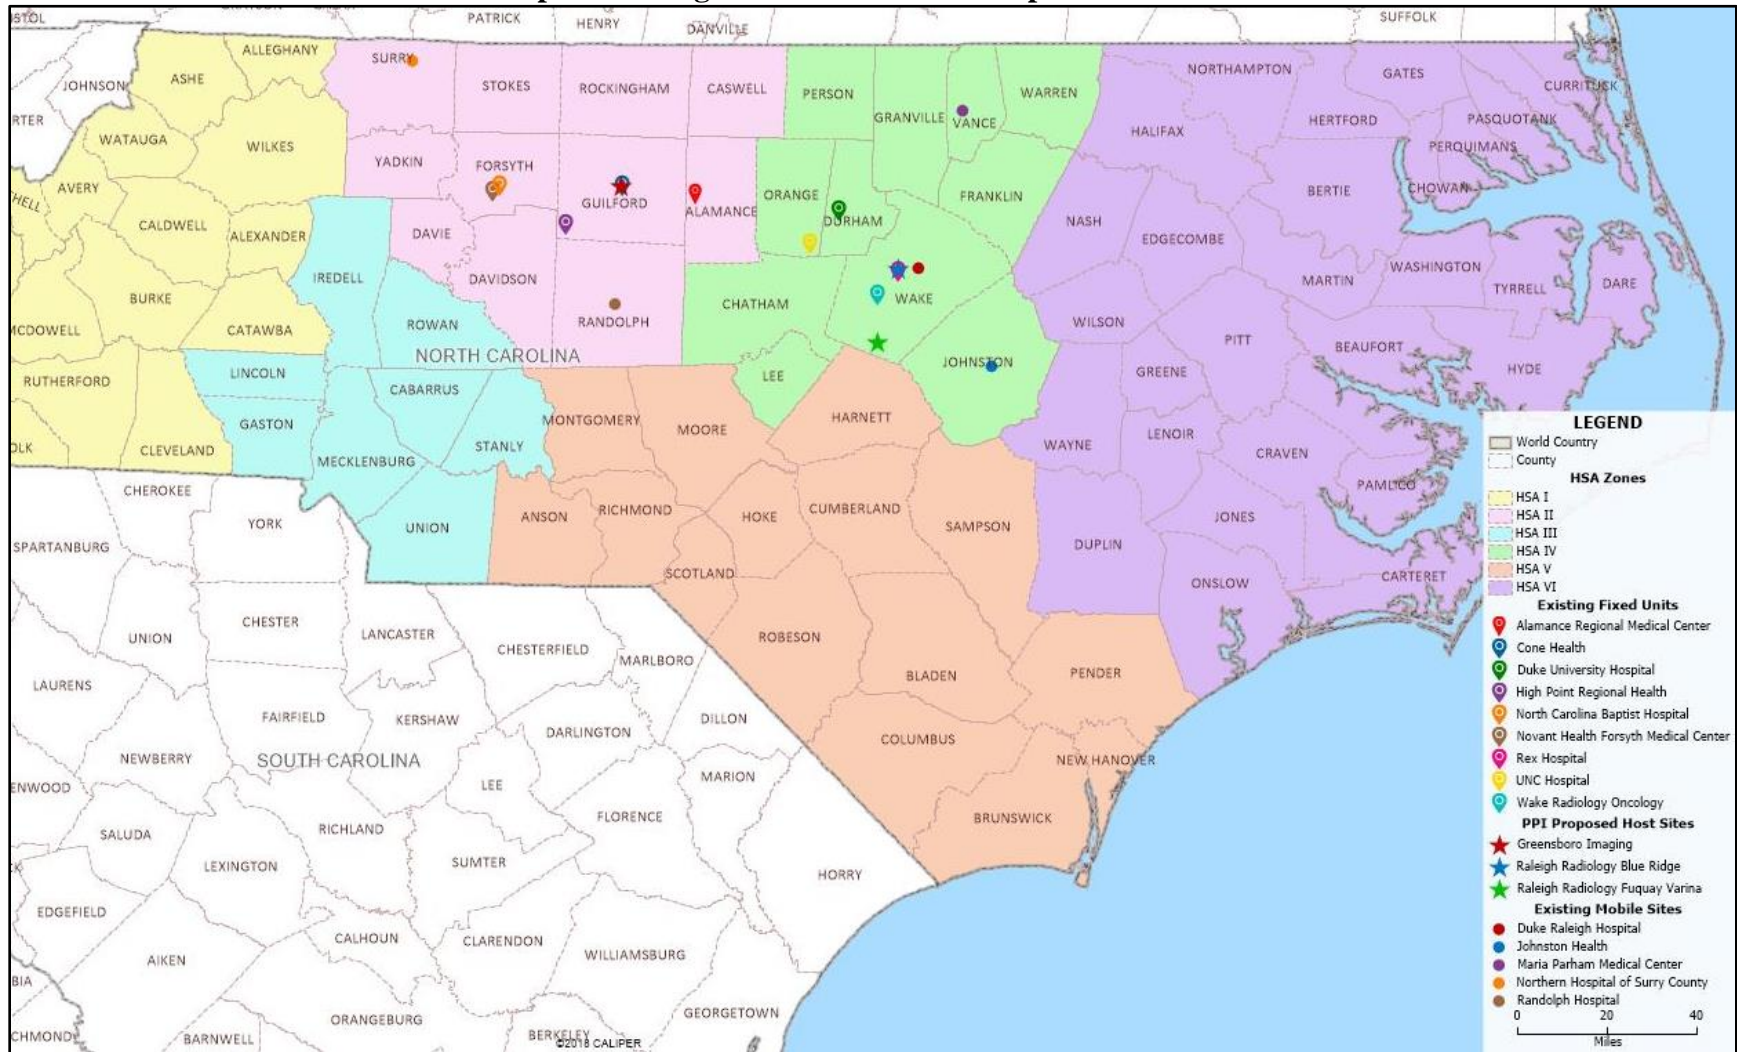 PATRICK
HENRY
DANVILLE
SUFFOLK
JOHNSON
ASHE
ALLEGHANY
SURRY
STOKES
ROCKINGHAM
CASWELL
PERSON
GRANVILLE
VANCE
WARREN
NORTHAMPTON
GATES
CURRITUCK
RTER
WATAUGA
WILKES
YADKIN
FORSYTH
HALIFAX
HERTFORD
PASQUOTANK
PERQUIMANS
CHOWAN
BERTIE
AVERY
HELL
CALDWELL
ALEXANDER
GUILFORD
ALAMANCE
ORANGE
DURHAM
FRANKLIN
NASH
EDGECOMBE
MARTIN
WASHINGTON
TYRRELL
DARE
DAVIE
IREDELL
DAVIDSON
BURKE
CATAWBA
ROWAN
RANDOLPH
CHATHAM
WAKE
WILSON
PITT
BEAUFORT
HYDE
MCDOWELL
NORTH CAROLINA
RUTHERFORD
LINCOLN
CABARRUS
LEE
JOHNSTON
GREENE
GASTON
STANLY
MONTGOMERY
MOORE
HARNETT
WAYNE
LENOIR
CRAVEN
PAMLICO
OLK
CLEVELAND
MECKLENBURG
CHEROKEE
YORK
UNION
ANSON
RICHMOND
HOKE
CUMBERLAND
SAMPSON
DUPLIN
JONES
ONSLOW
CARTERET
SPARTANBURG
SCOTLAND
CHESTER
UNION
LANCASTER
CHESTERFIELD
MARLBORO
ROBESON
BLADEN
PENDER
LAURENS
FAIRFIELD
KERSHAW
DARLINGTON
DILLON
COLUMBUS
NEW HANOVER
BRUNSWICK
NEWBERRY
SOUTH CAROLINA
LEE
MARION
ENWOOD
SALUDA
RICHLAND
FLORENCE
LEXINGTON
SUMTER
HORRY
EDGEFIELD
CALHOUN
CLARENDON
WILLIAMSBURG
AIKEN
BIA
ORANGEBURG
GEORGETOWN
CHMOND
BARNWELL
BERKELEY
©2018 CALIPER
LEGEND
World Country
County
HSA Zones
HSA I
HSA II
HSA III
HSA IV
HSA V
HSA VI
Existing Fixed Units
Alamance Regional Medical Center
Cone Health
Duke University Hospital
High Point Regional Health
North Carolina Baptist Hospital
Novant Health Forsyth Medical Center
Rex Hospital
UNC Hospital
Wake Radiology Oncology
PPI Proposed Host Sites
Greensboro Imaging
Raleigh Radiology Blue Ridge
Raleigh Radiology Fuquay Varina
Existing Mobile Sites
Duke Raleigh Hospital
Johnston Health
Maria Parham Medical Center
Northern Hospital of Surry County
Randolph Hospital
0 20 40
Miles